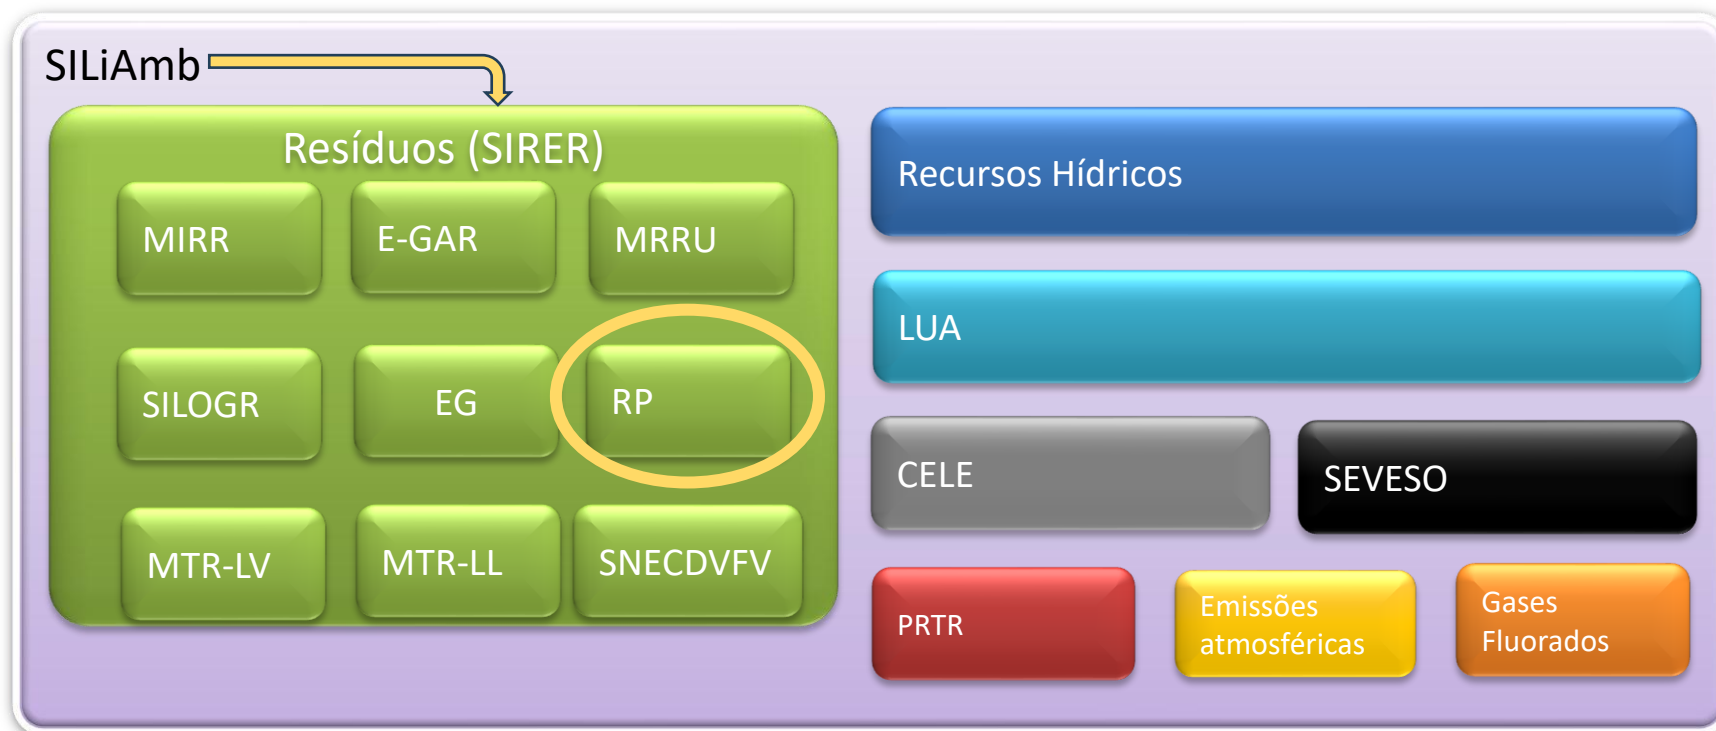 SILiAmb
Resíduos (SIRER)
MIRR
E-GAR
MRRU
SILOGR
EG
RP
MTR-LV
MTR-LL
SNECDVFV
Recursos Hídricos
LUA
CELE
SEVESO
PRTR
Emissões
atmosféricas
Gases
Fluorados